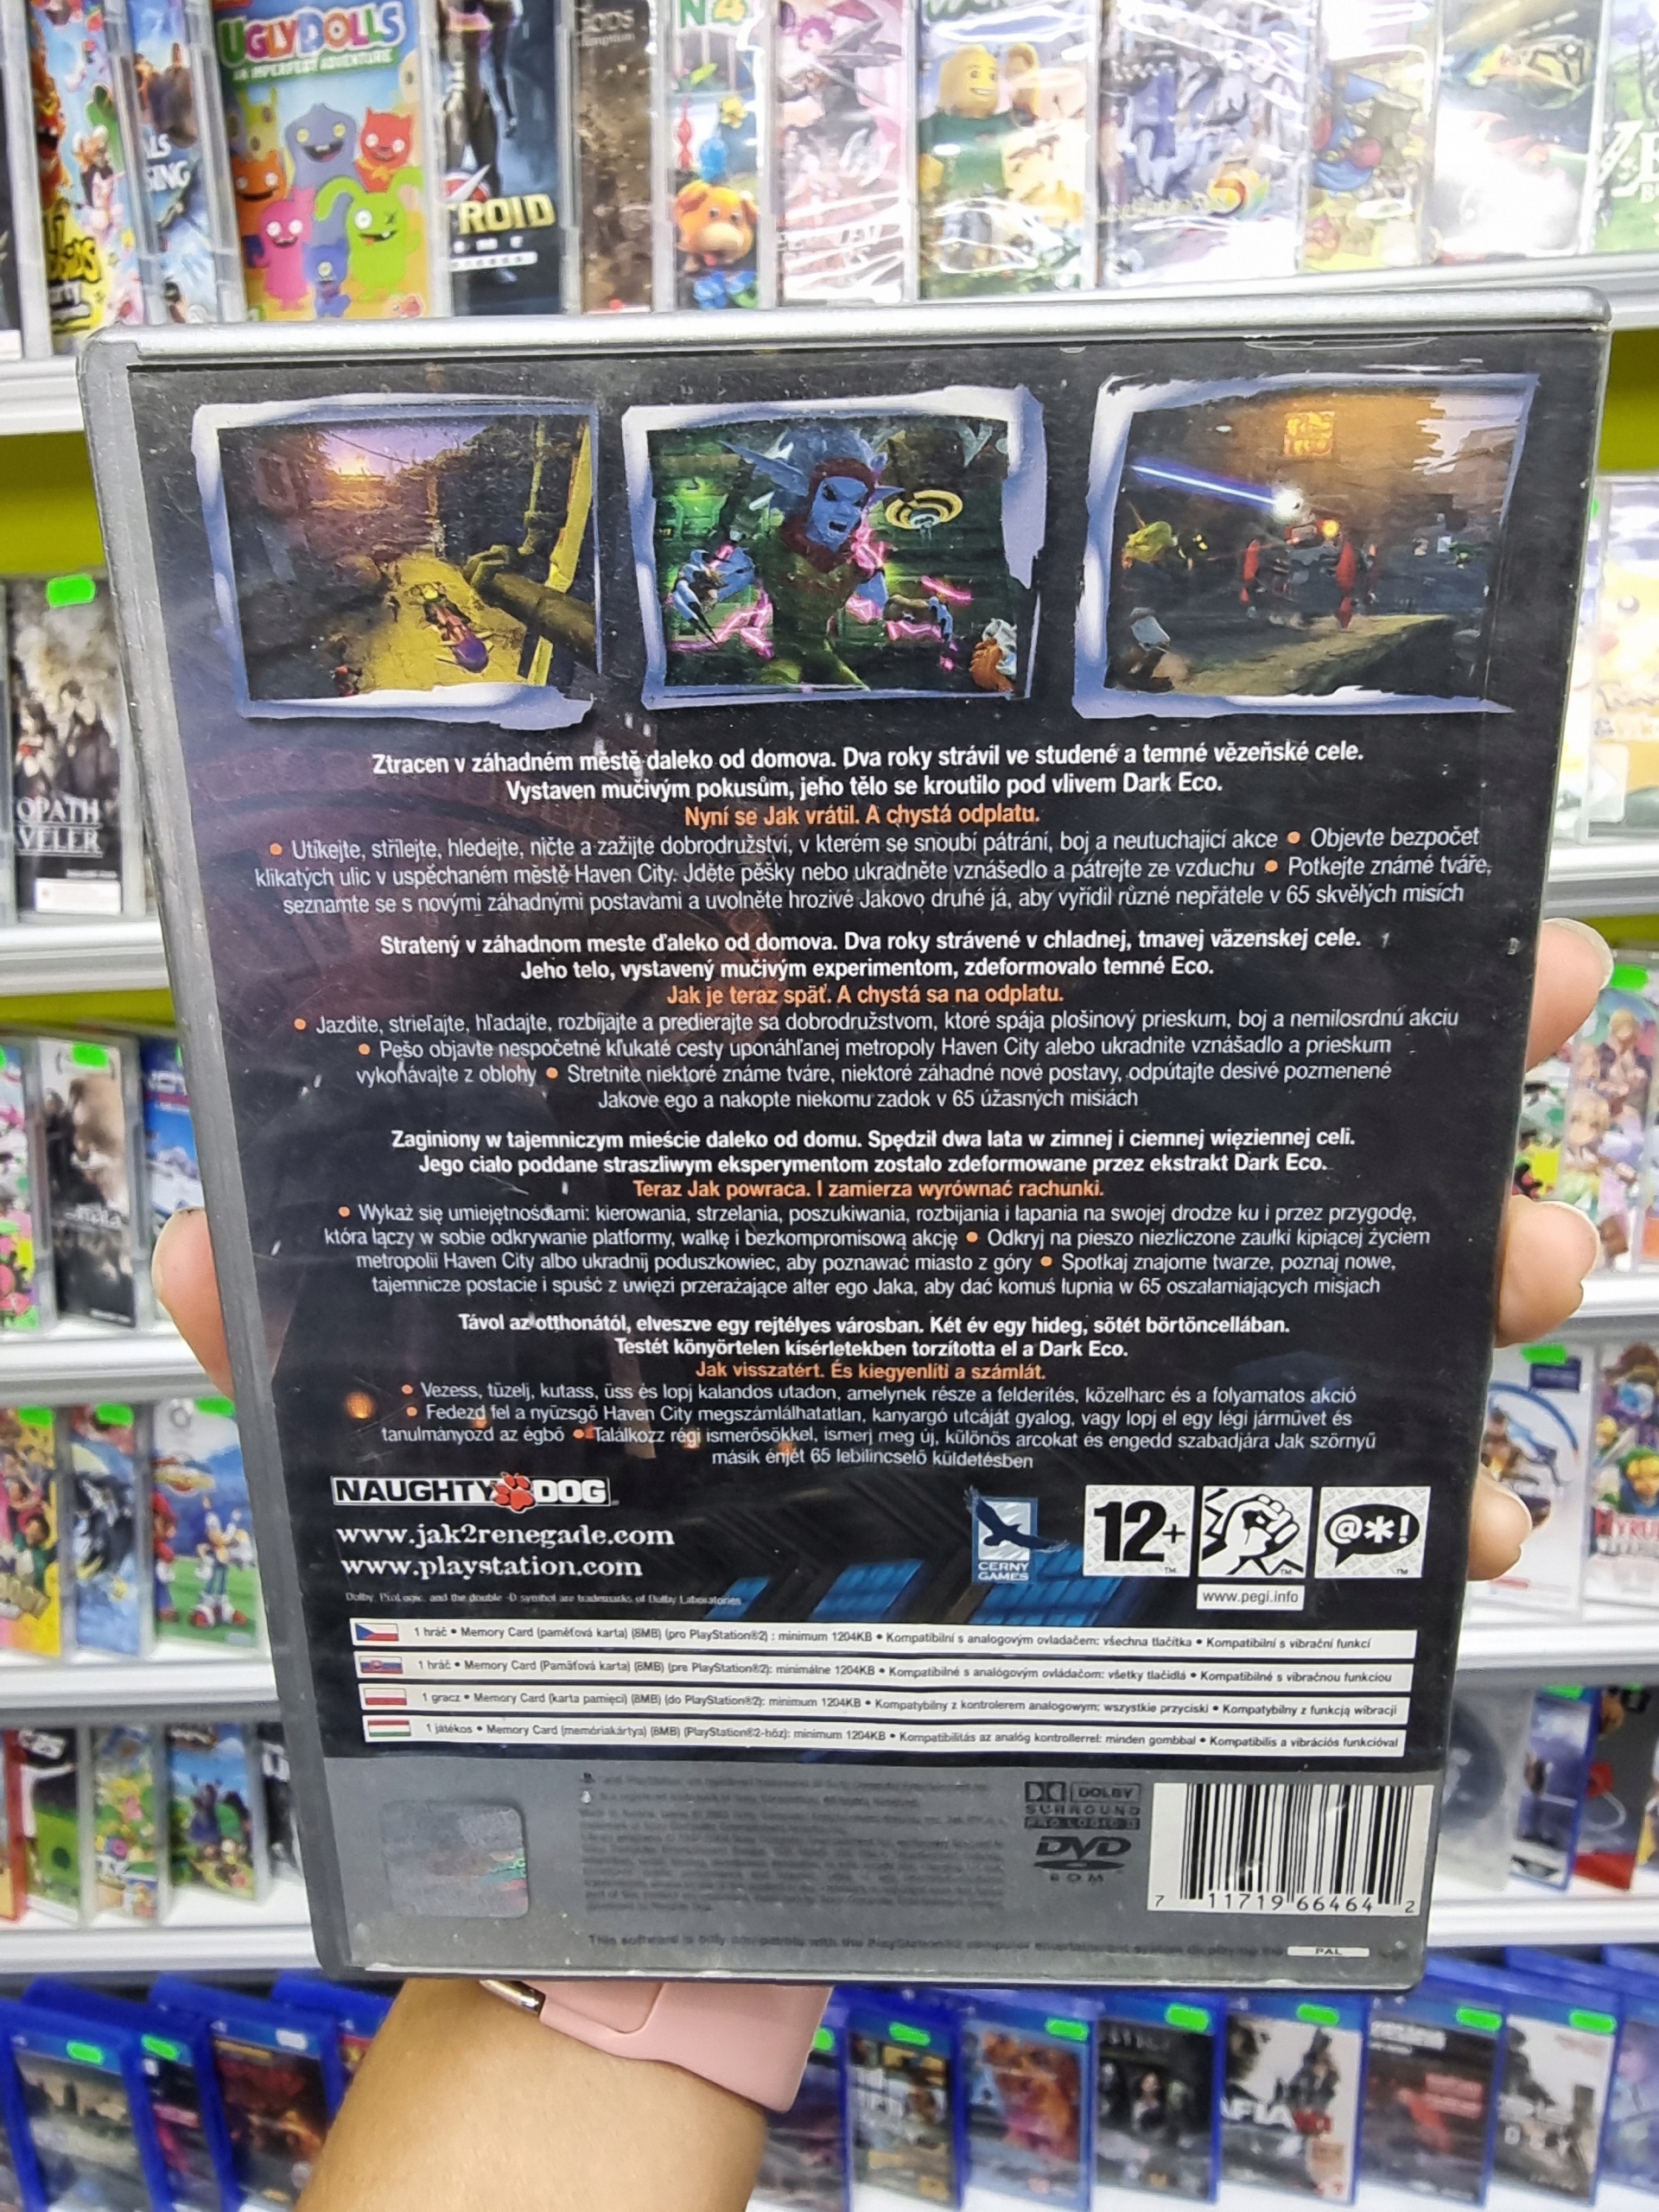 UGLYDOLLS
AN IMPERFECT ADVENTURE
TROID
OPATH
VELER
Ztracen v záhadném městě daleko od domova. Dva roky strávil ve studené a temné vězeňské cele.
Vystaven mučivým pokusům, jeho tělo se kroutilo pod vlivem Dark Eco.
Nyní se Jak vrátil. A chystá odplatu.
• Utíkejte, střílejte, hledejte, ničte a zažijte dobrodružství, v kterém se snoubí pátrání, boj a neutuchající akce • Objevte bezpočet
klikatých ulic v uspěchaném městě Haven City. Jděte pěšky nebo ukradněte vznášedlo a pátrejte ze vzduchu • Potkejte známé tváře,
seznamte se s novými záhadnými postavami a uvolněte hrozivé Jakovo druhé já, aby vyřídil různé nepřátele v 65 skvělých misích
Stratený v záhadnom meste ďaleko od domova. Dva roky strávené v chladnej, tmavej väzenskej cele.
Jeho telo, vystavený mučivým experimentom, zdeformovalo temné Eco.
Jak je teraz späť. A chystá sa na odplatu.
• Jazdite, strieľajte, hľadajte, rozbíjajte a predierajte sa dobrodružstvom, ktoré spája plošinový prieskum, boj a nemilosrdnú akciu
• Pešo objavte nespočetné kľukaté cesty uponáhľanej metropoly Haven City alebo ukradnite vznášadlo a prieskum
vykonávajte z oblohy • Stretnite niektoré známe tváre, niektoré záhadné nové postavy, odpútajte desivé pozmenené
Jakove ego a nakopte niekomu zadok v 65 úžasných misiách
Zaginiony w tajemniczym mieście daleko od domu. Spędził dwa lata w zimnej i ciemnej więziennej celi.
Jego ciało poddane straszliwym eksperymentom zostało zdeformowane przez ekstrakt Dark Eco.
Teraz Jak powraca. I zamierza wyrównać rachunki.
• Wykaż się umiejętnościami: kierowania, strzelania, poszukiwania, rozbijania i łapania na swojej drodze ku i przez przygodę,
która łączy w sobie odkrywanie platformy, walkę i bezkompromisową akcję • Odkryj na pieszo niezliczone zaułki kipiącej życiem
metropolii Haven City albo ukradnij poduszkowiec, aby poznawać miasto z góry • Spotkaj znajome twarze, poznaj nowe,
tajemnicze postacie i spuść z uwięzi przerażające alter ego Jaka, aby dać komuś łupnia w 65 oszałamiających misjach
Távol az otthonától, elveszve egy rejtélyes városban. Két év egy hideg, sötét börtöncellában.
Testét könyörtelen kísérletekben torzította el a Dark Eco.
Jak visszatért. És kiegyenlíti a számlát.
• Vezess, tüzelj, kutass, üss és lopj kalandos utadon, amelynek része a felderítés, közelharc és a folyamatos akció
• Fedezd fel a nyüzsgő Haven City megszámlálhatatlan, kanyargó utcáját gyalog, vagy lopj el egy légi járművet és
tanulmányozd az égbő • Találkozz régi ismerősökkel, ismerj meg új, különös arcokat és engedd szabadjára Jak szörnyű
másik énjét 65 lebilincselő küldetésben
NAUGHTY DOG
www.jak2renegade.com
www.playstation.com
CERNY
GAMES
12+
@*!
www.pegi.info
Dolby, ProLogic, and the double -D symbol are trademarks of Dolby Laboratories.
1 hráč • Memory Card (paměťová karta) (8MB) (pro PlayStation®2) : minimum 1204KB • Kompatibilní s analogovým ovladačem: všechna tlačítka • Kompatibilní s vibrační funkcí
1 hráč • Memory Card (Pamäťová karta) (8MB) (pre PlayStation®2): minimálne 1204KB • Kompatibilné s analógovým ovládačom: všetky tlačidlá • Kompatibilné s vibračnou funkciou
1 gracz • Memory Card (karta pamięci) (8MB) (do PlayStation®2): minimum 1204KB • Kompatybilny z kontrolerem analogowym: wszystkie przyciski • Kompatybilny z funkcją wibracji
1 játékos • Memory Card (memóriakártya) (8MB) (PlayStation®2-höz): minimum 1204KB • Kompatibilitás az analóg kontrollerrel: minden gombbal • Kompatibilis a vibrációs funkcióval
DOLBY
SURROUND
PRO LOGIC II
DVD
ROM
7 11719 66464 2
PAL